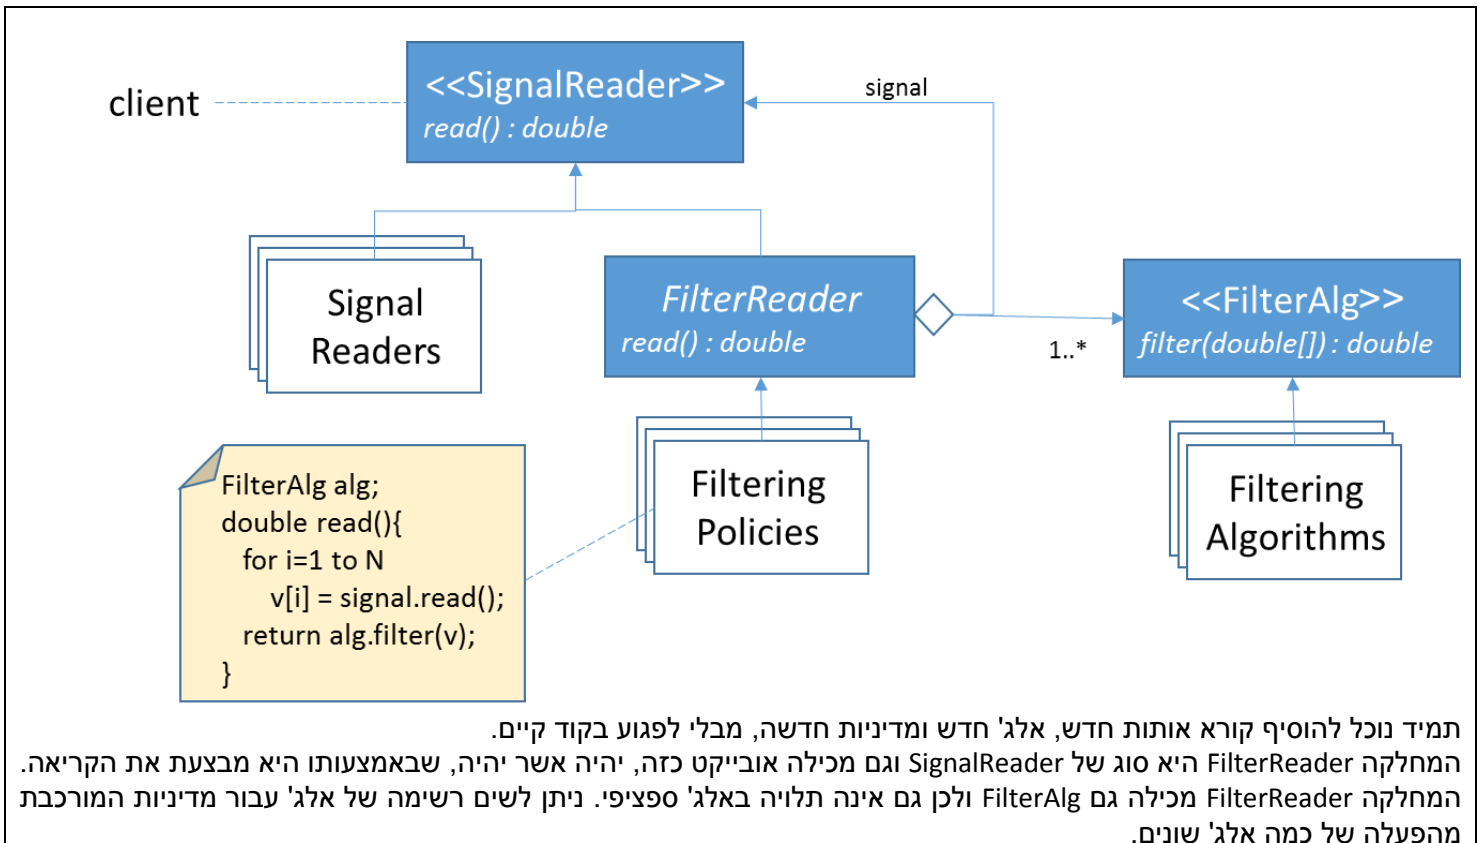 client
<<SignalReader>>
read() : double
signal
Signal
Readers
FilterReader
read() : double
1..*
<<FilterAlg>>
filter(double[]) : double
Filtering
Policies
Filtering
Algorithms
FilterAlg alg;
double read(){
for i=1 to N
v[i] = signal.read();
return alg.filter(v);
}
תמיד נוכל להוסיף קורא אותות חדש, אלג' חדש ומדיניות חדשה, מבלי לפגוע בקוד קיים.
המחלקה FilterReader היא סוג של SignalReader וגם מכילה אובייקט כזה, יהיה אשר יהיה, שבאמצעותו היא מבצעת את הקריאה.
המחלקה FilterReader מכילה גם FilterAlg ולכן גם אינה תלויה באלג' ספציפי. ניתן לשים רשימה של אלג' עבור מדיניות המורכבת
מהפעלה של כמה אלג' שונים.